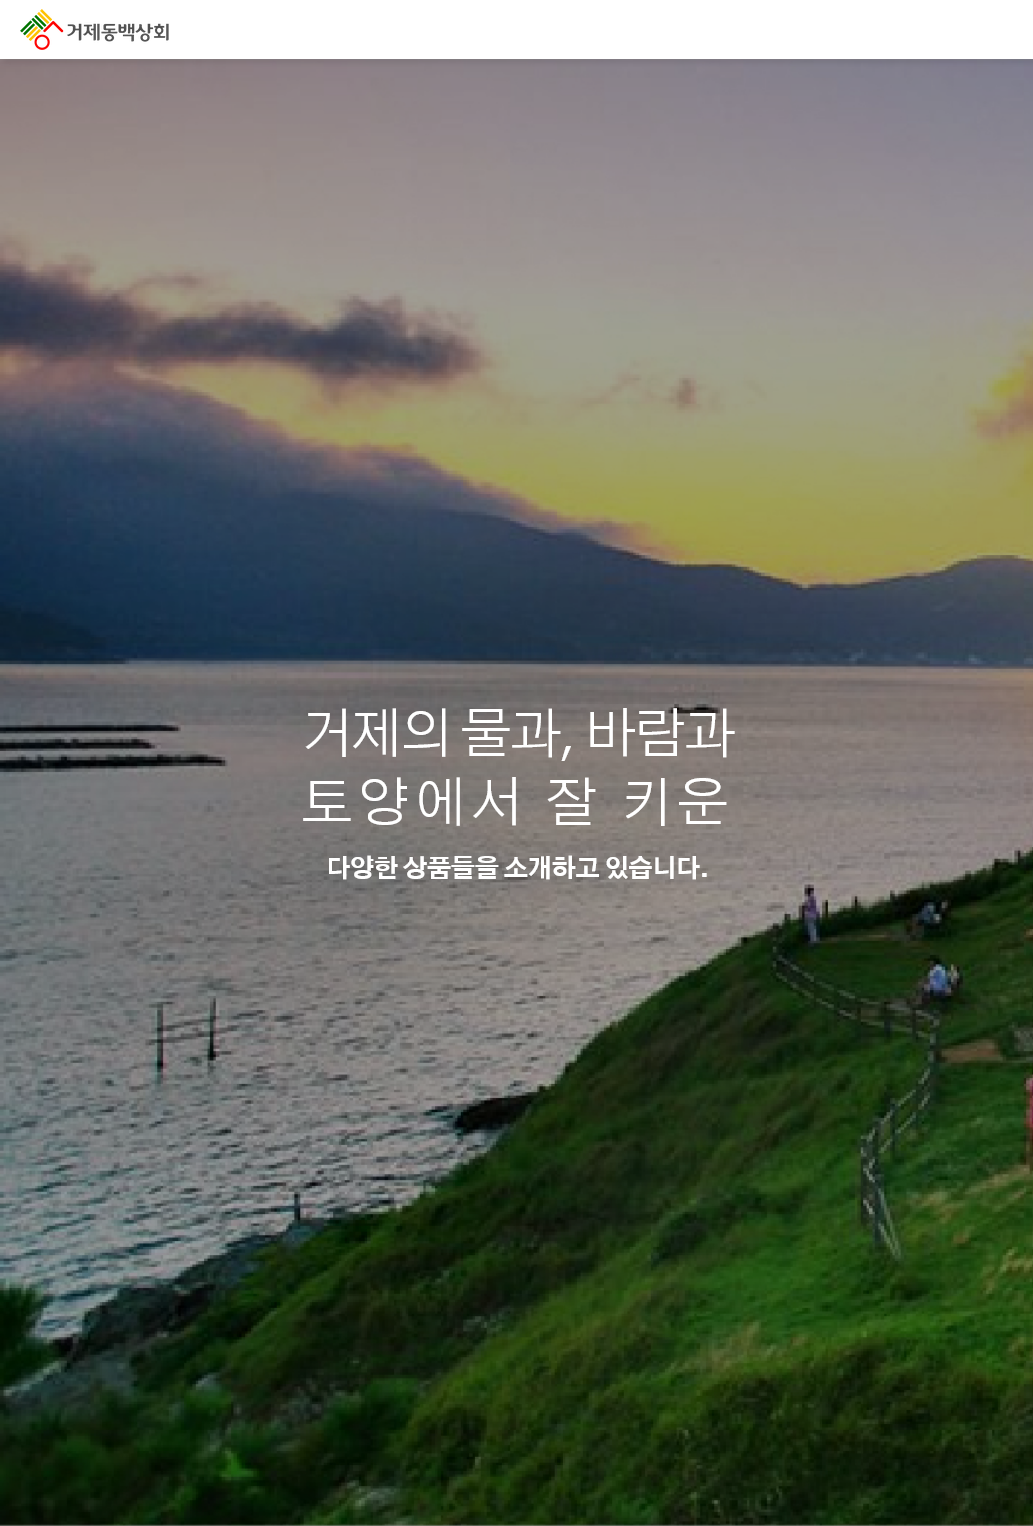 거제동백상회
거제의 물과, 바람과
토양에서 잘 키운
다양한 상품들을 소개하고 있습니다.